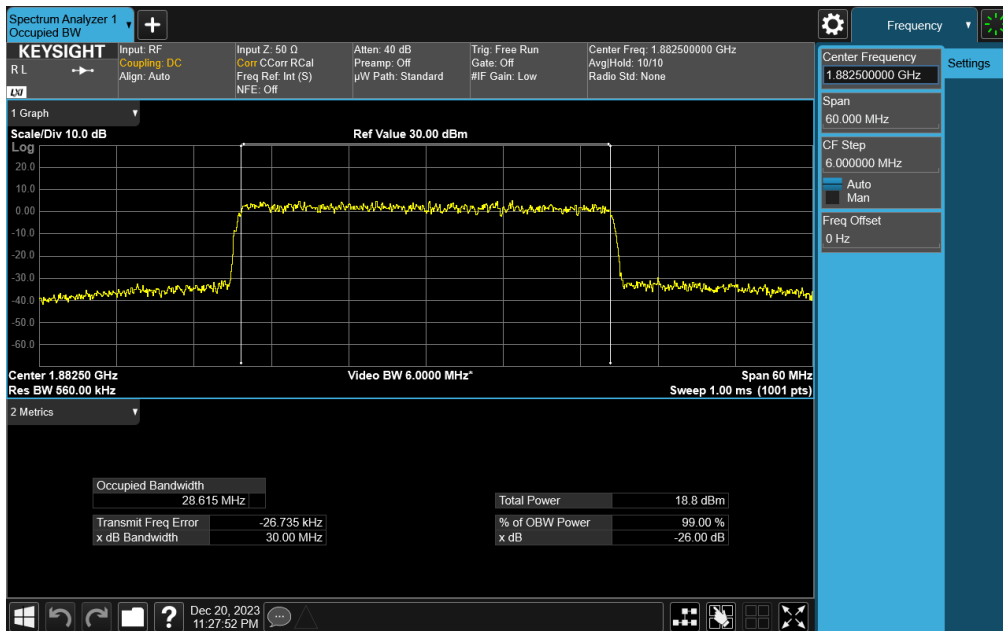 Spectrum Analyzer 1
Occupied BW
+
Frequency
KEYSIGHT
R L
LXI
Input: RF
Coupling: DC
Align: Auto
Input Z: 50 Ω
Corr CCorr RCal
Freq Ref: Int (S)
NFE: Off
Atten: 40 dB
Preamp: Off
µW Path: Standard
Trig: Free Run
Gate: Off
#IF Gain: Low
Center Freq: 1.882500000 GHz
Avg|Hold: 10/10
Radio Std: None
Center Frequency
1.882500000 GHz
Settings
Span
60.000 MHz
CF Step
6.000000 MHz
Auto
Man
Freq Offset
0 Hz
1 Graph
Scale/Div 10.0 dB
Ref Value 30.00 dBm
Log
20.0
10.0
0.00
-10.0
-20.0
-30.0
-40.0
-50.0
-60.0
Center 1.88250 GHz
Video BW 6.0000 MHz*
Span 60 MHz
Res BW 560.00 kHz
Sweep 1.00 ms (1001 pts)
2 Metrics
Occupied Bandwidth
28.615 MHz
Total Power 18.8 dBm
Transmit Freq Error -26.735 kHz
% of OBW Power 99.00 %
x dB Bandwidth 30.00 MHz
x dB -26.00 dB
?
Dec 20, 2023
11:27:52 PM